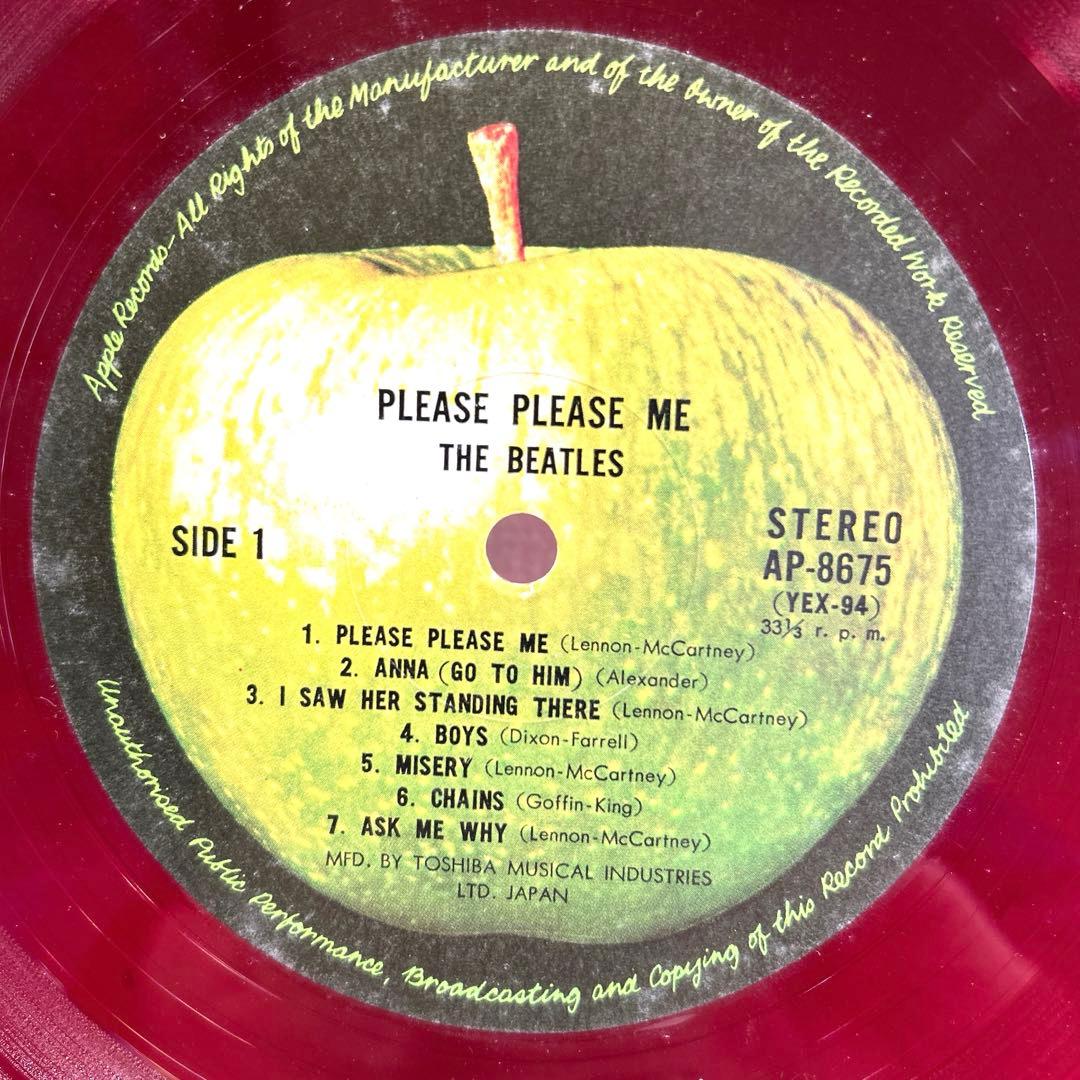 Apple Records-All Rights of the Manufacturer and of the Owner of the Recorded Work Reserved
PLEASE PLEASE ME
THE BEATLES
SIDE 1
STEREO
AP-8675
(YEX-94)
33⅓ r. p. m.
1. PLEASE PLEASE ME (Lennon-McCartney)
2. ANNA (GO TO HIM) (Alexander)
3. I SAW HER STANDING THERE (Lennon-McCartney)
4. BOYS (Dixon-Farrell)
5. MISERY (Lennon-McCartney)
6. CHAINS (Goffin-King)
7. ASK ME WHY (Lennon-McCartney)
MFD. BY TOSHIBA MUSICAL INDUSTRIES
LTD. JAPAN
Unauthorised Public Performance, Broadcasting and Copying of this Record Prohibited